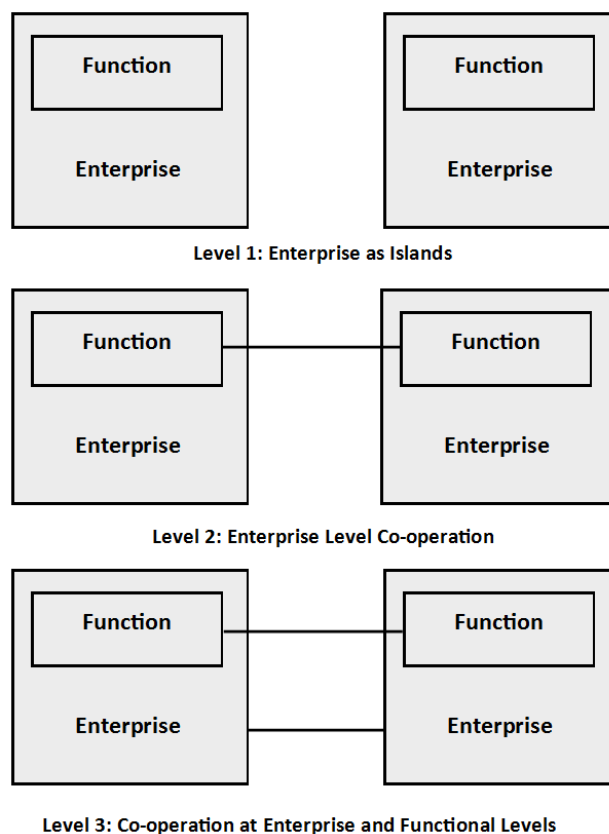 Function Function
Enterprise Enterprise
Level 1: Enterprise as Islands
Function Function
Enterprise Enterprise
Level 2: Enterprise Level Co-operation
Function Function
Enterprise Enterprise
Level 3: Co-operation at Enterprise and Functional Levels